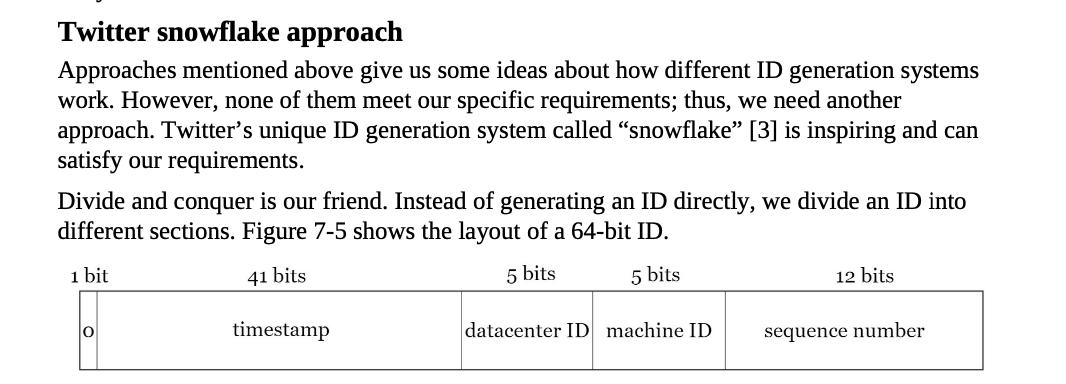 Twitter snowflake approach
Approaches mentioned above give us some ideas about how different ID generation systems
work. However, none of them meet our specific requirements; thus, we need another
approach. Twitter’s unique ID generation system called “snowflake” [3] is inspiring and can
satisfy our requirements.
Divide and conquer is our friend. Instead of generating an ID directly, we divide an ID into
different sections. Figure 7-5 shows the layout of a 64-bit ID.
1 bit 41 bits 5 bits 5 bits 12 bits
0 timestamp datacenter ID machine ID sequence number